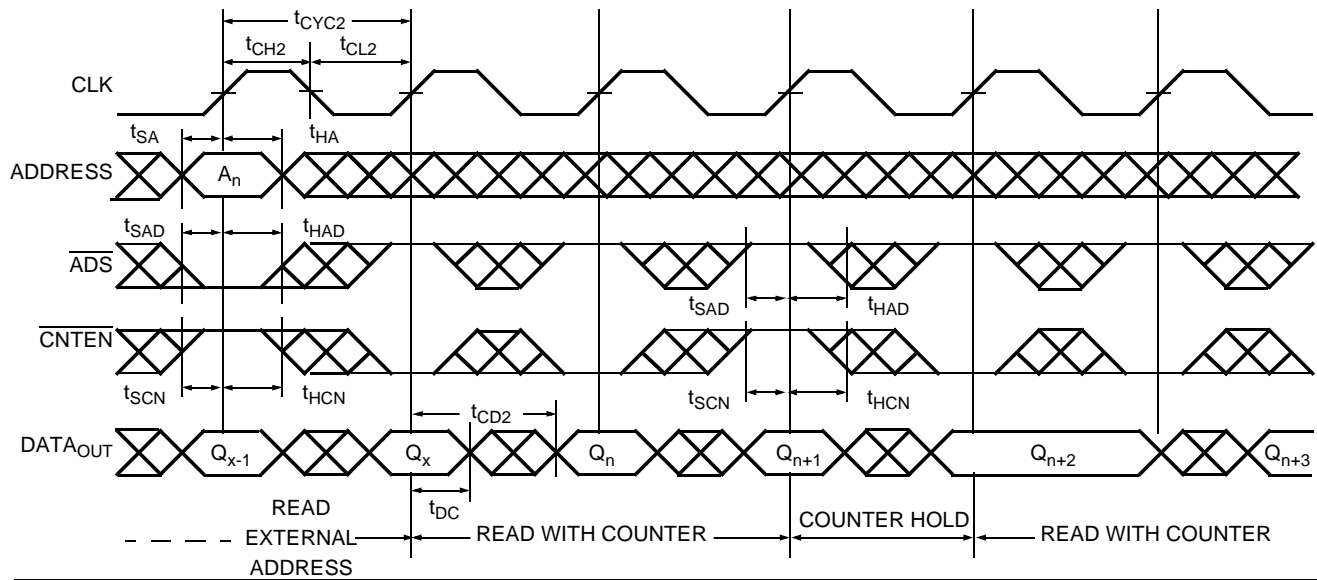 tCYC2
tCH2 tCL2
CLK
tSA tHA
ADDRESS An
tSAD tHAD
ADS
tSAD tHAD
CNTEN
tSCN tHCN tSCN tHCN
tCD2
DATAOUT Qx-1 Qx Qn Qn+1 Qn+2 Qn+3
tDC
READ
EXTERNAL
ADDRESS
READ WITH COUNTER
COUNTER HOLD
READ WITH COUNTER